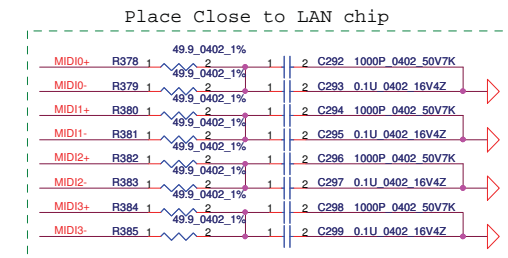 Place Close to LAN chip
49.9_0402_1%
MIDI0+ R378 1 2 1 2 C292 1000P_0402_50V7K
49.9_0402_1%
MIDI0- R379 1 2 1 2 C293 0.1U_0402_16V4Z
49.9_0402_1%
MIDI1+ R380 1 2 1 2 C294 1000P_0402_50V7K
49.9_0402_1%
MIDI1- R381 1 2 1 2 C295 0.1U_0402_16V4Z
49.9_0402_1%
MIDI2+ R382 1 2 1 2 C296 1000P_0402_50V7K
49.9_0402_1%
MIDI2- R383 1 2 1 2 C297 0.1U_0402_16V4Z
49.9_0402_1%
MIDI3+ R384 1 2 1 2 C298 1000P_0402_50V7K
49.9_0402_1%
MIDI3- R385 1 2 1 2 C299 0.1U_0402_16V4Z